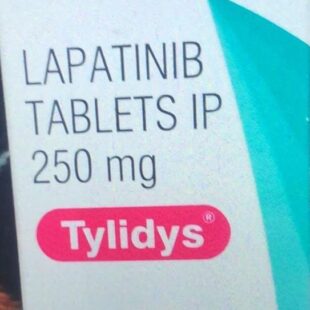 LAPATINIB
TABLETS IP
250 mg
Tylidys®